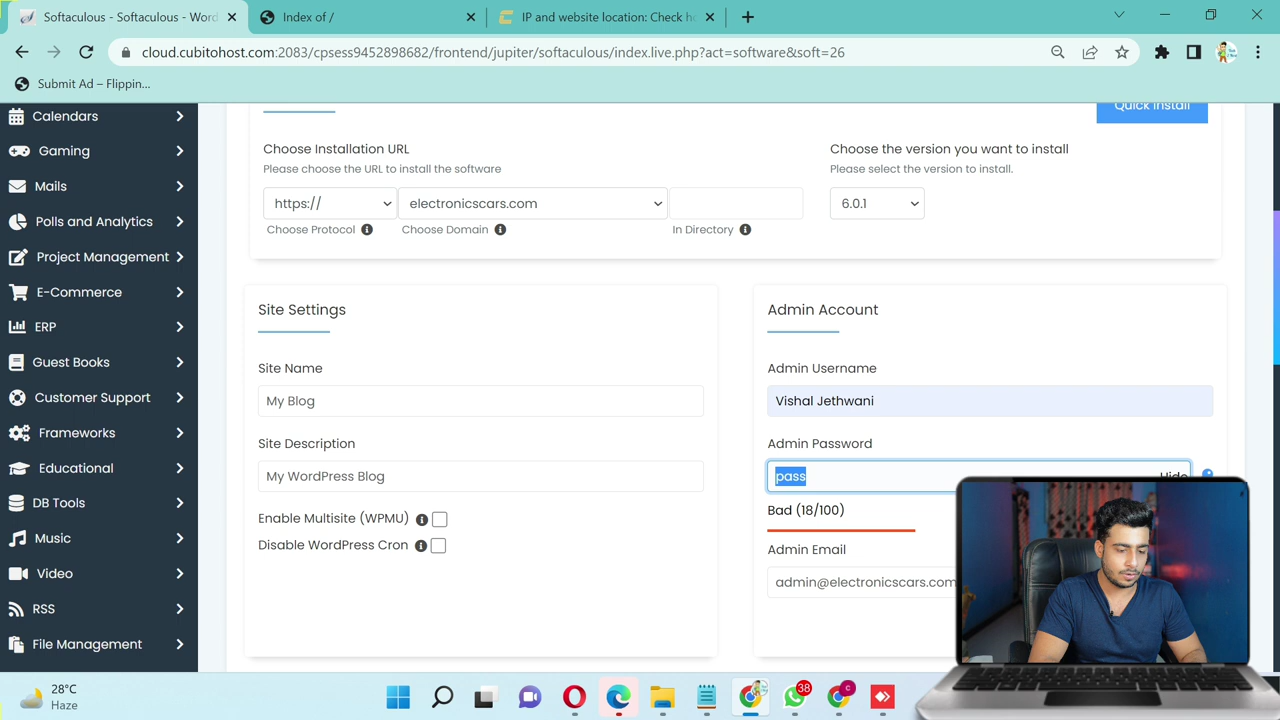 Softaculous - Softaculous - Wor
Index of /
IP and website location: Check h
cloud.cubitohost.com:2083/cpsess9452898682/frontend/jupiter/softaculous/index.live.php?act=software&soft=26
Submit Ad – Flippin...
Calendars
Gaming
Mails
Polls and Analytics
Project Management
E-Commerce
ERP
Guest Books
Customer Support
Frameworks
Educational
DB Tools
Music
Video
RSS
File Management
Quick Install
Choose Installation URL
Please choose the URL to install the software
https://
electronicscars.com
Choose Protocol
Choose Domain
In Directory
Choose the version you want to install
Please select the version to install.
6.0.1
Site Settings
Site Name
My Blog
Site Description
My WordPress Blog
Enable Multisite (WPMU)
Disable WordPress Cron
Admin Account
Admin Username
Vishal Jethwani
Admin Password
pass
Hide
Bad (18/100)
Admin Email
admin@electronicscars.com
28°C
Haze
38
c